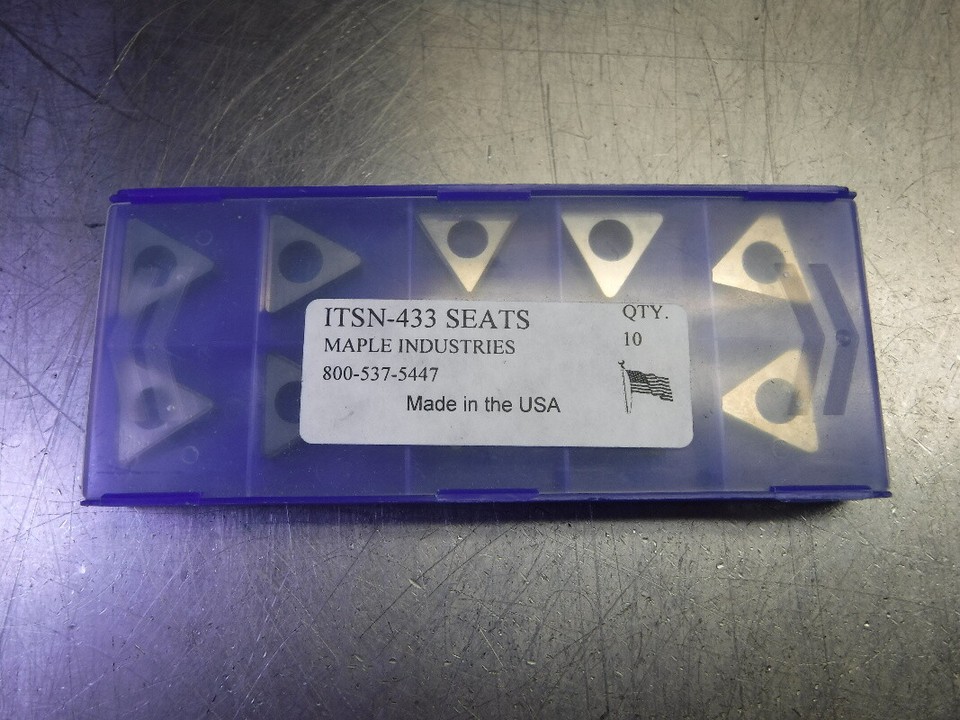 ITSN-433 SEATS
QTY.
MAPLE INDUSTRIES
10
800-537-5447
Made in the USA